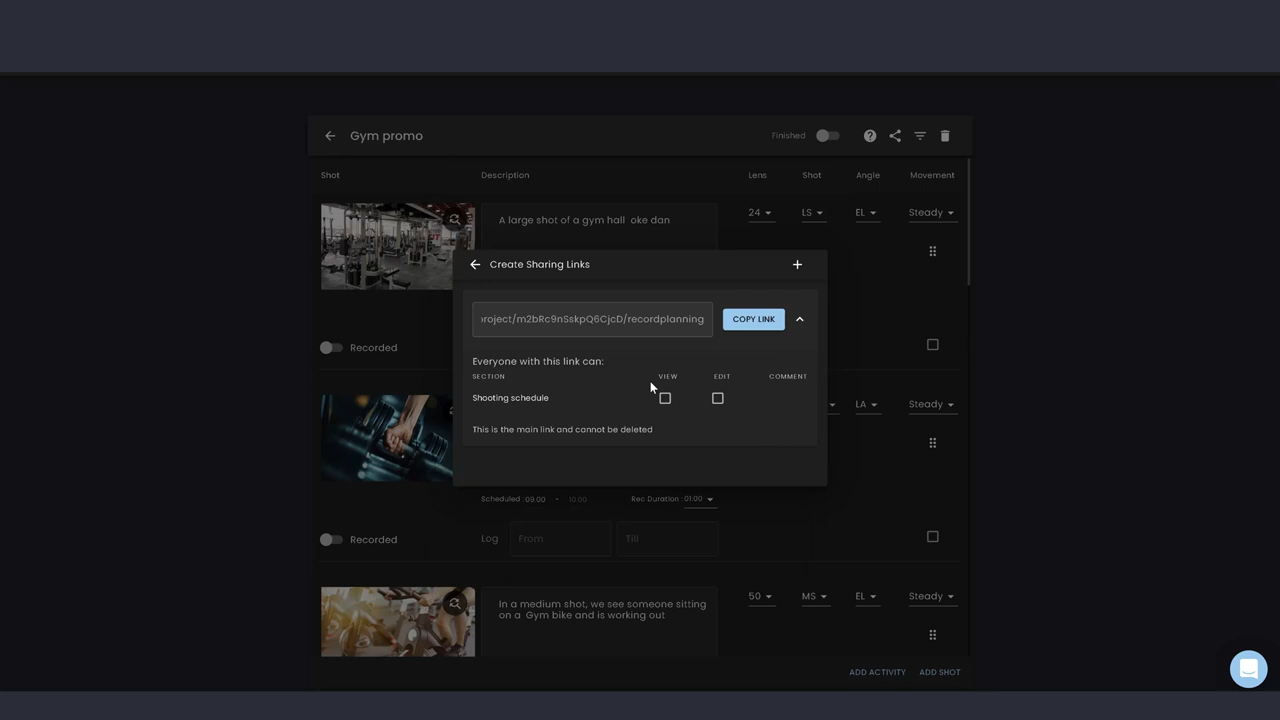 Gym promo
Finished
Shot Description Lens Shot Angle Movement
A large shot of a gym hall oke dan
24 LS EL Steady
Recorded
Create Sharing Links
roject/m2bRc9nSskpQ6CjcD/recordplanning
COPY LINK
Everyone with this link can:
SECTION VIEW EDIT COMMENT
Shooting schedule
This is the main link and cannot be deleted
LA Steady
Scheduled : 09.00 - 10.00 Rec Duration : 01:00
Recorded
Log From Till
In a medium shot, we see someone sitting
on a Gym bike and is working out
50 MS EL Steady
ADD ACTIVITY ADD SHOT